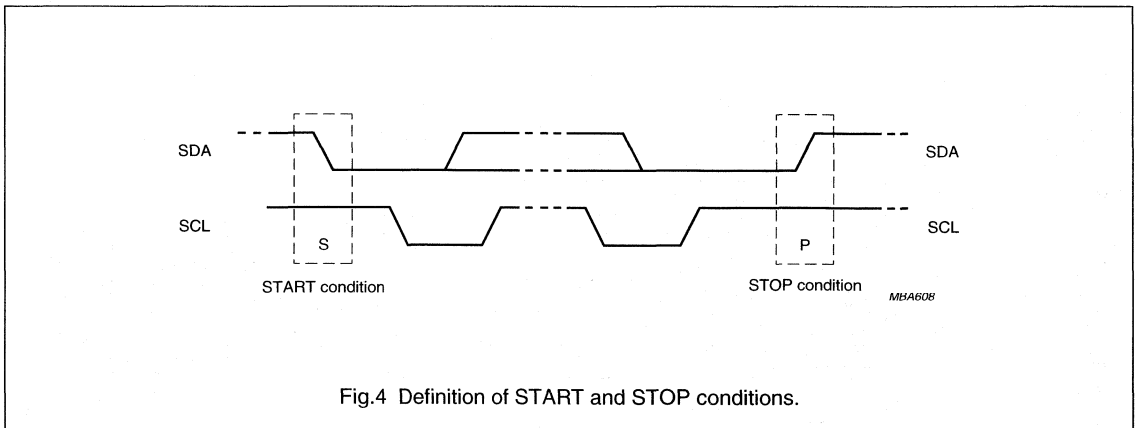 SDA
SDA
SCL
SCL
S
P
START condition
STOP condition
MBA608
Fig.4 Definition of START and STOP conditions.